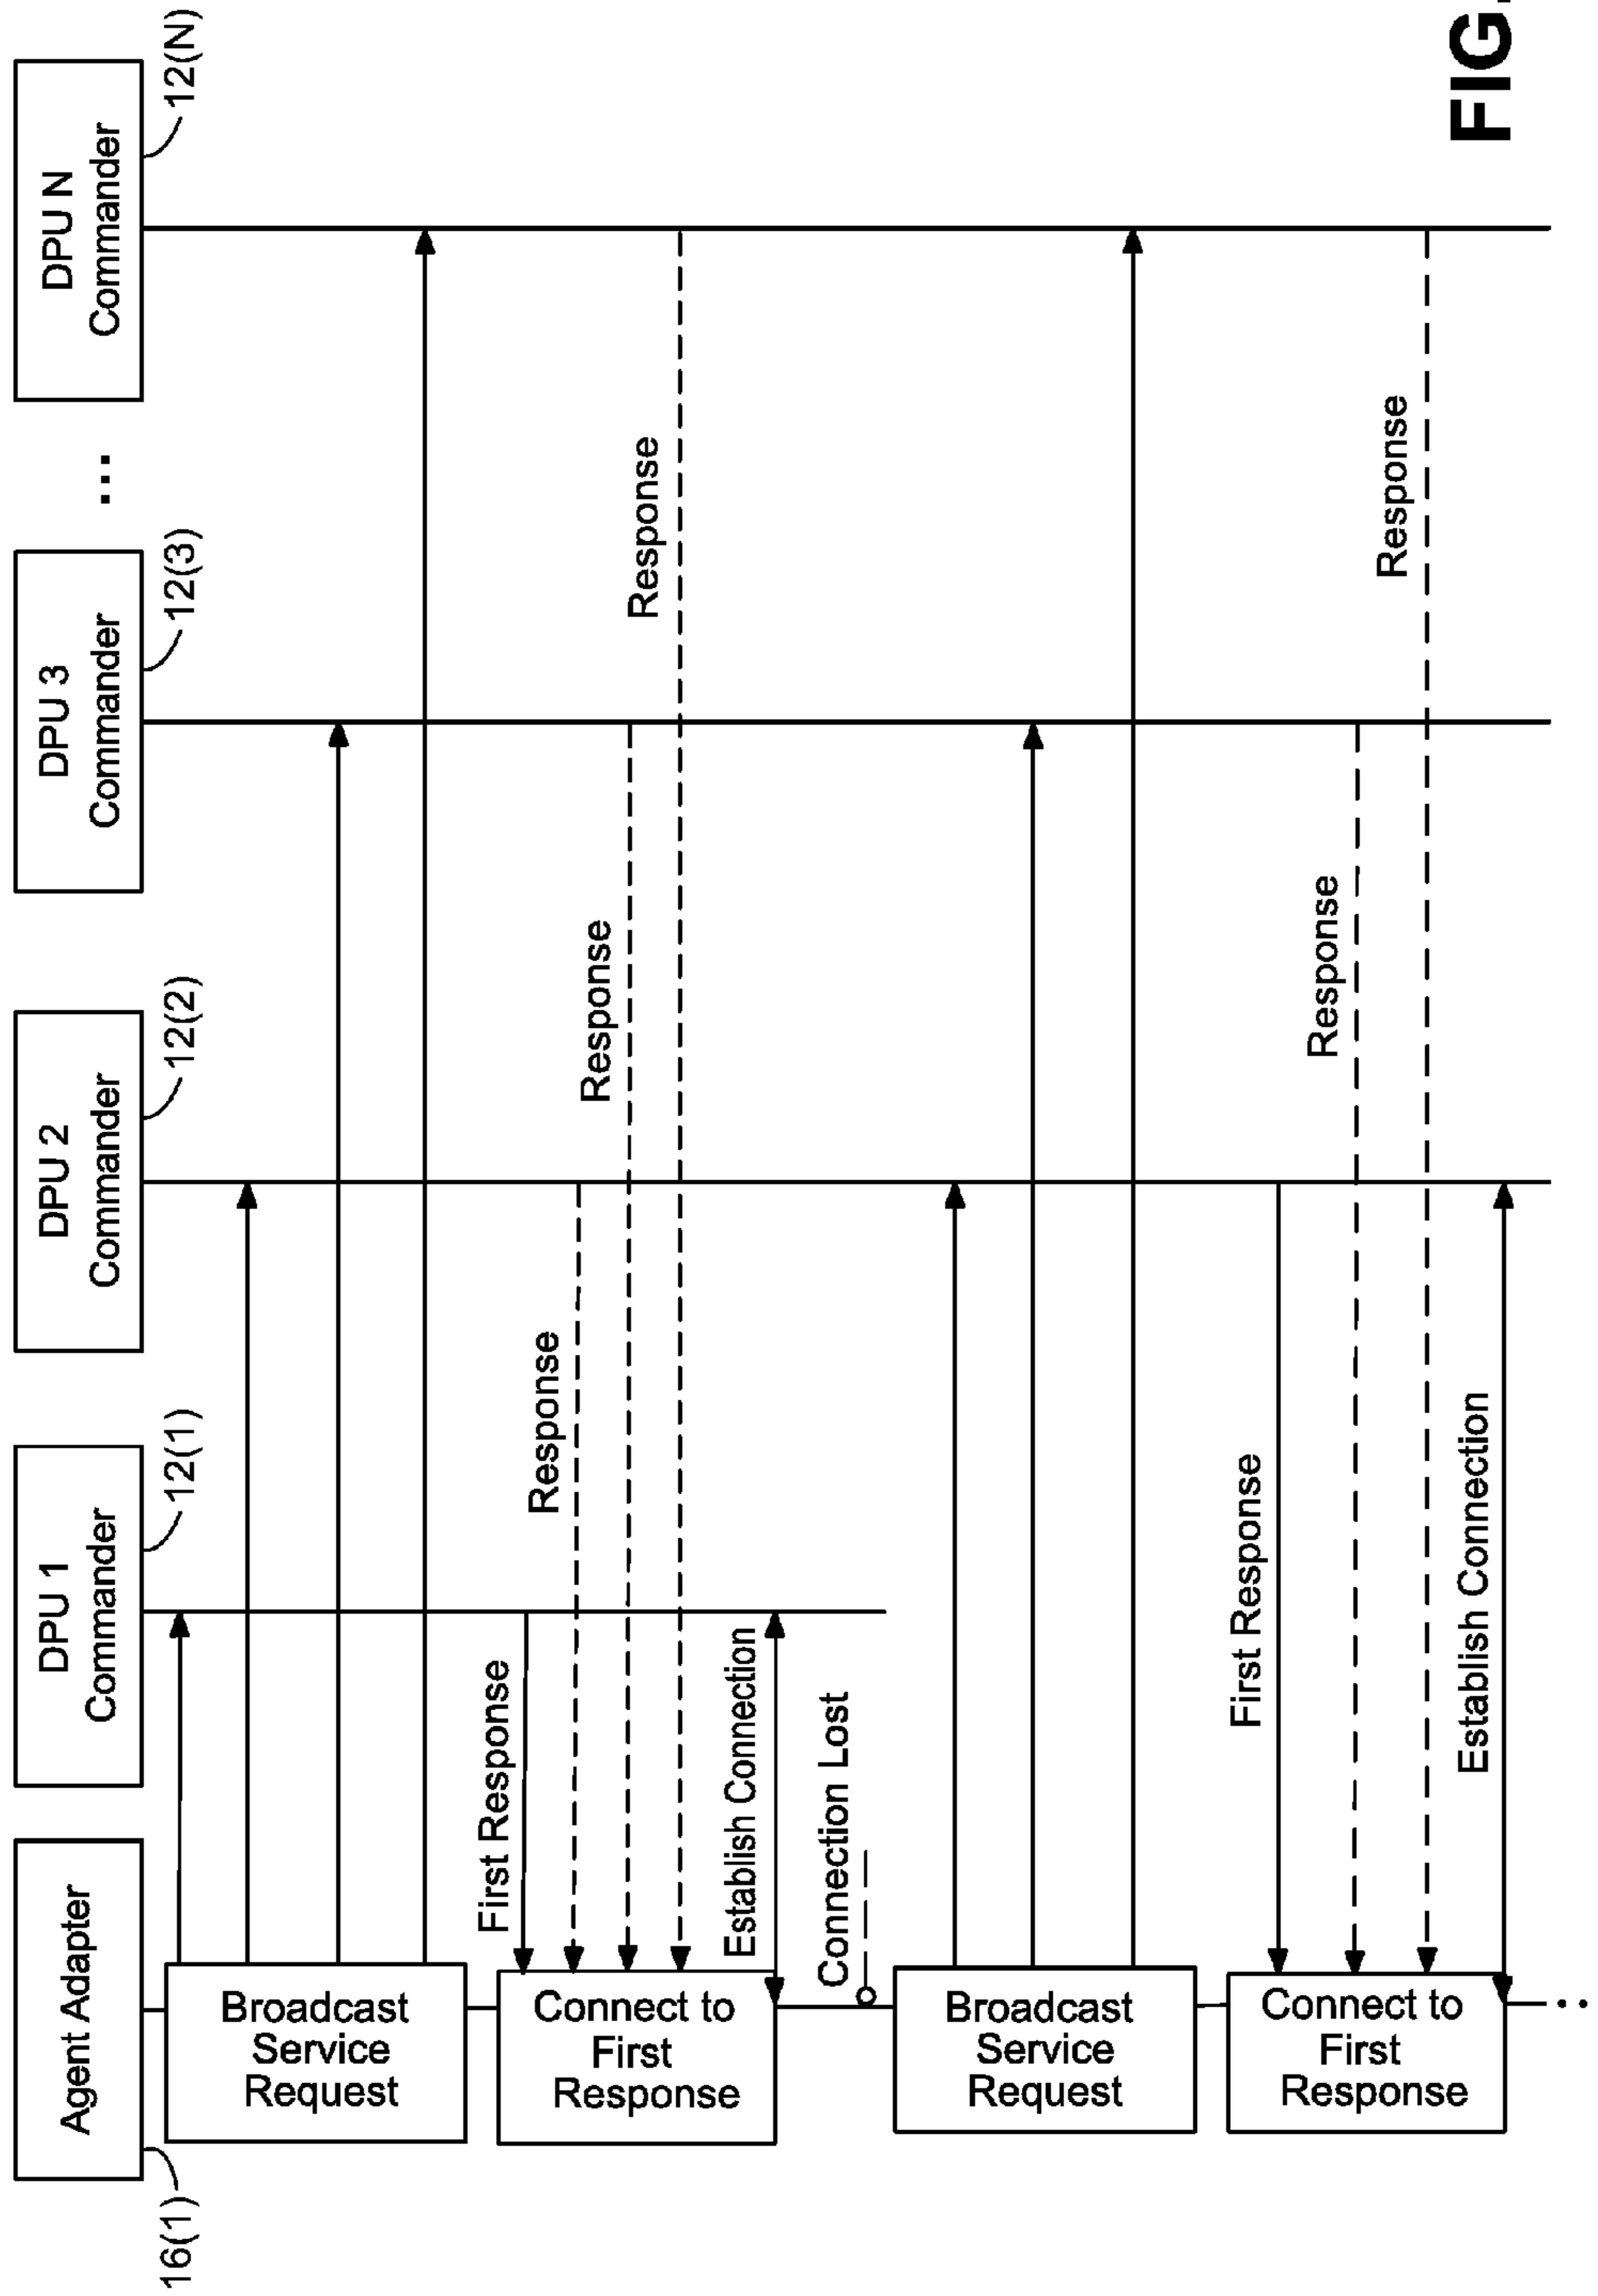 Agent Adapter
16(1)
DPU 1
Commander
12(1)
DPU 2
Commander
12(2)
DPU 3
Commander
12(3)
...
DPU N
Commander
12(N)
Broadcast
Service
Request
First Response
Response
Response
Response
Connect to
First
Response
Establish Connection
Connection Lost
Broadcast
Service
Request
First Response
Response
Response
Connect to
First
Response
Establish Connection
FIG.